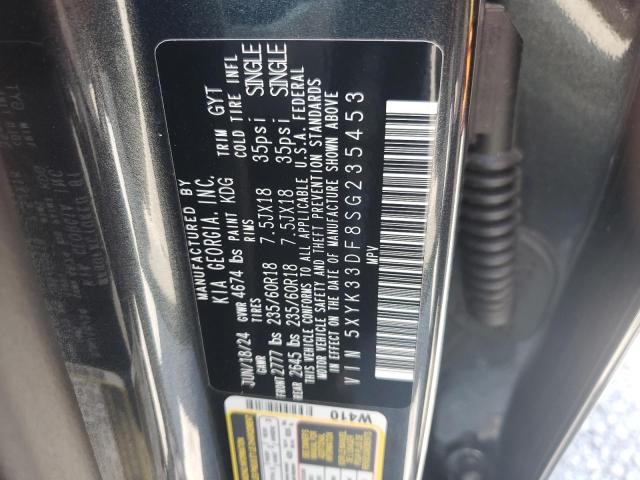 MANUFACTURED BY
KIA GEORGIA, INC.
JUN/18/24
GVWR 4674 lbs PAINT KDG TRIM GYT
GAWR TIRES RIMS COLD TIRE INFL
FRONT 2777 lbs 235/60R18 7.5JX18 35psi SINGLE
REAR 2645 lbs 235/60R18 7.5JX18 35psi SINGLE
THIS VEHICLE CONFORMS TO ALL APPLICABLE U.S.A. FEDERAL
MOTOR VEHICLE SAFETY AND THEFT PREVENTION STANDARDS
IN EFFECT ON THE DATE OF MANUFACTURE SHOWN ABOVE
VIN 5XYK33DF8SG235453
MPV
W410